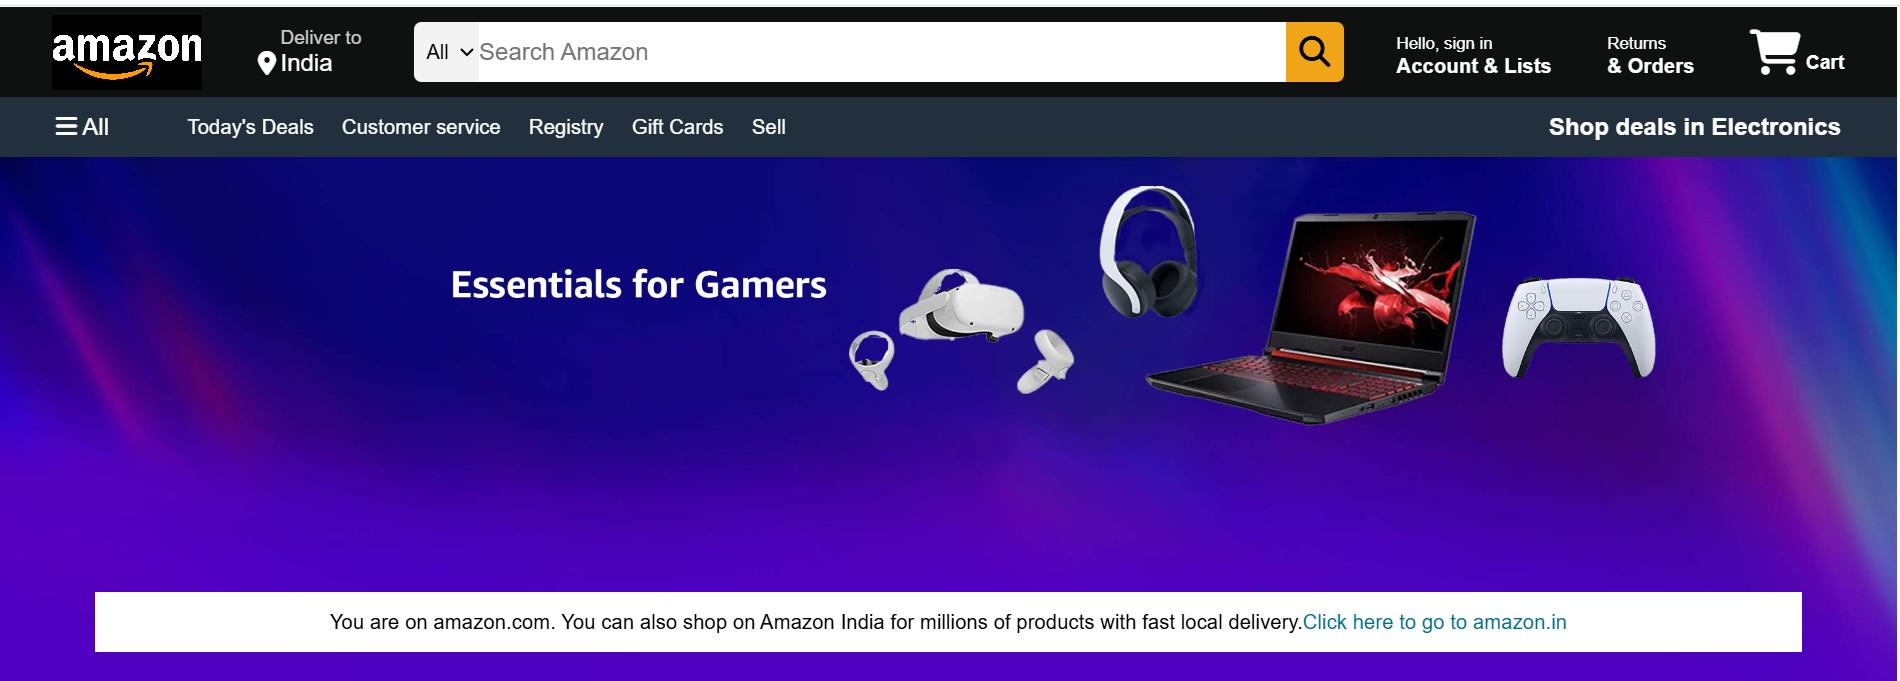 amazon
Deliver to
India
All
Search Amazon
Hello, sign in
Account & Lists
Returns
& Orders
Cart
All
Today's Deals
Customer service
Registry
Gift Cards
Sell
Shop deals in Electronics
Essentials for Gamers
You are on amazon.com. You can also shop on Amazon India for millions of products with fast local delivery.Click here to go to amazon.in